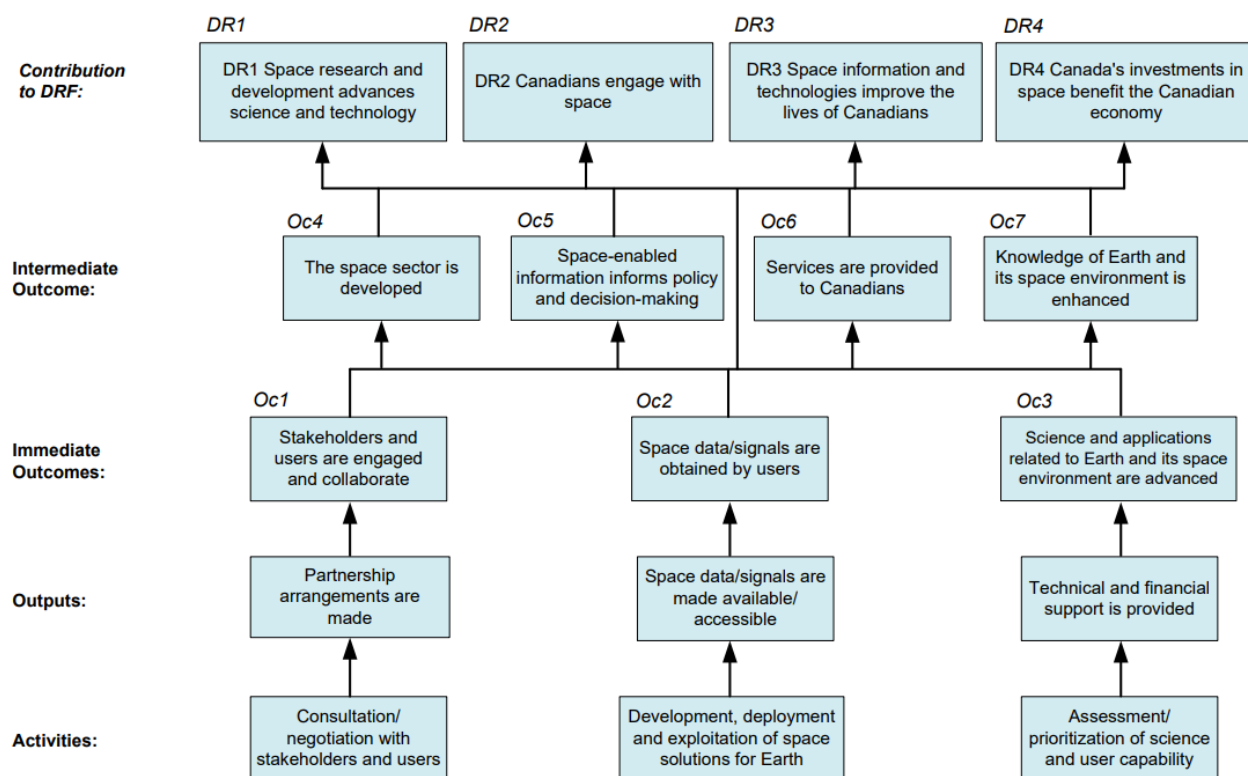 DR1
DR2
DR3
DR4
Contribution
to DRF:
DR1 Space research and
development advances
science and technology
DR2 Canadians engage with
space
DR3 Space information and
technologies improve the
lives of Canadians
DR4 Canada's investments in
space benefit the Canadian
economy
Oc4
Oc5
Oc6
Oc7
Intermediate
Outcome:
The space sector is
developed
Space-enabled
information informs policy
and decision-making
Services are provided
to Canadians
Knowledge of Earth and
its space environment is
enhanced
Oc1
Oc2
Oc3
Immediate
Outcomes:
Stakeholders and
users are engaged
and collaborate
Space data/signals are
obtained by users
Science and applications
related to Earth and its space
environment are advanced
Outputs:
Partnership
arrangements are
made
Space data/signals are
made available/
accessible
Technical and financial
support is provided
Activities:
Consultation/
negotiation with
stakeholders and users
Development, deployment
and exploitation of space
solutions for Earth
Assessment/
prioritization of science
and user capability